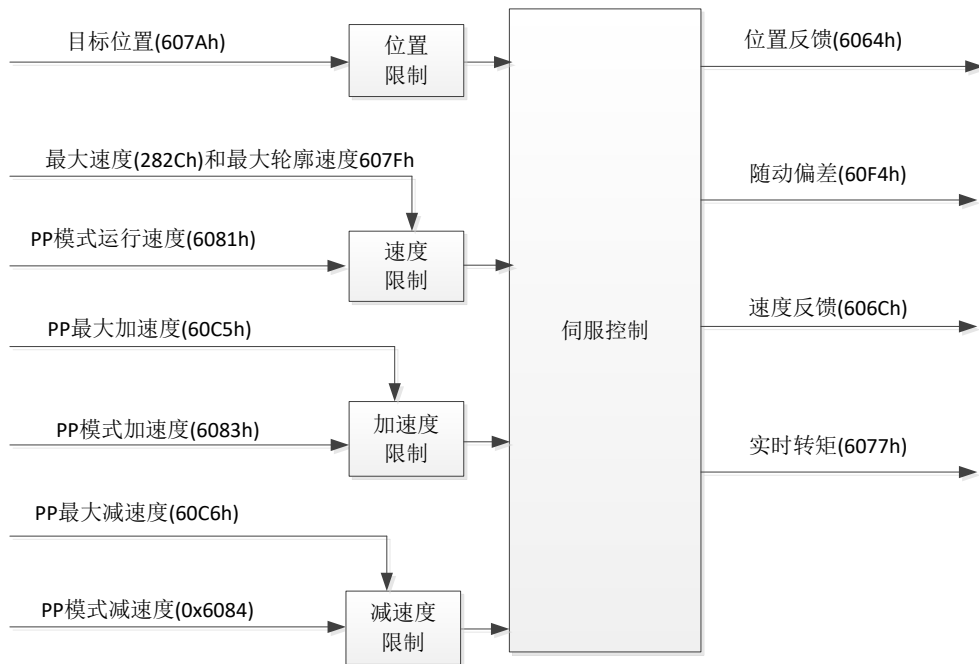 目标位置(607Ah)
位置
限制
位置反馈(6064h)
最大速度(282Ch)和最大轮廓速度607Fh
随动偏差(60F4h)
PP模式运行速度(6081h)
速度
限制
PP最大加速度(60C5h)
伺服控制
速度反馈(606Ch)
PP模式加速度(6083h)
加速度
限制
实时转矩(6077h)
PP最大减速度(60C6h)
PP模式减速度(0x6084)
减速度
限制